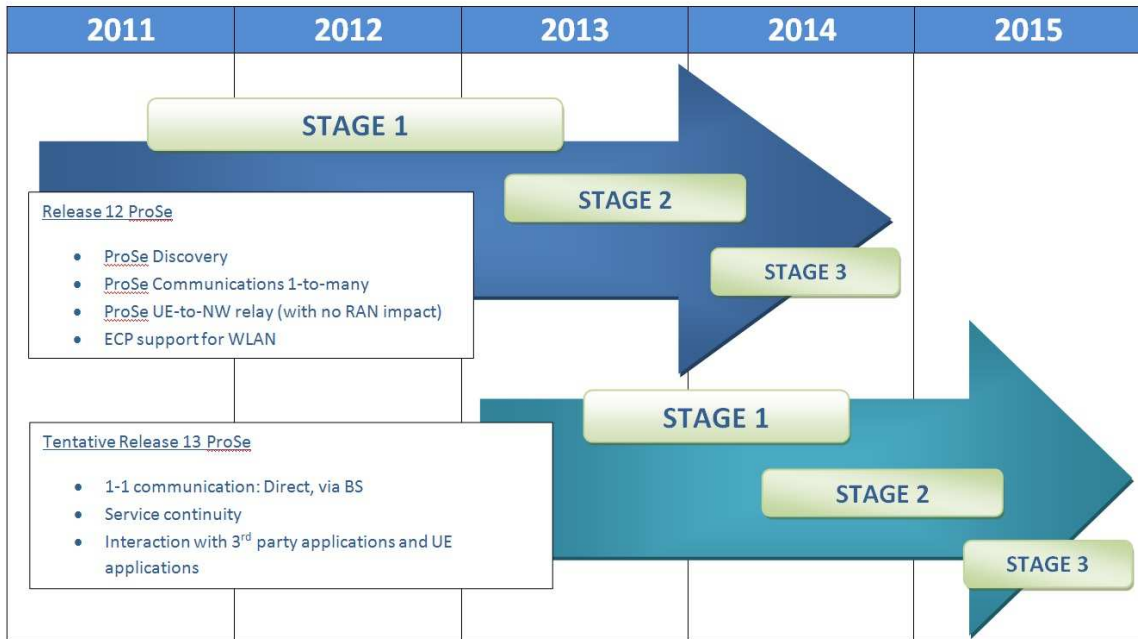 2011 2012 2013 2014 2015
STAGE 1
STAGE 2
STAGE 3
Release 12 ProSe
• ProSe Discovery
• ProSe Communications 1-to-many
• ProSe UE-to-NW relay (with no RAN impact)
• ECP support for WLAN
STAGE 1
STAGE 2
STAGE 3
Tentative Release 13 ProSe
• 1-1 communication: Direct, via BS
• Service continuity
• Interaction with 3rd party applications and UE
applications